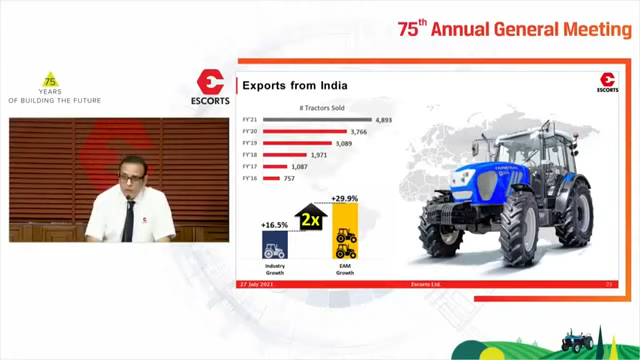 75th Annual General Meeting
75
YEARS
OF BUILDING THE FUTURE
ESCORTS
Exports from India
ESCORTS
# Tractors Sold
FY'21 4,893
FY'20 3,766
FY'19 3,089
FY'18 1,971
FY'17 1,087
FY'16 757
+16.5%
2x
+29.9%
Industry
Growth
EAM
Growth
27 July 2021
Escorts Ltd.